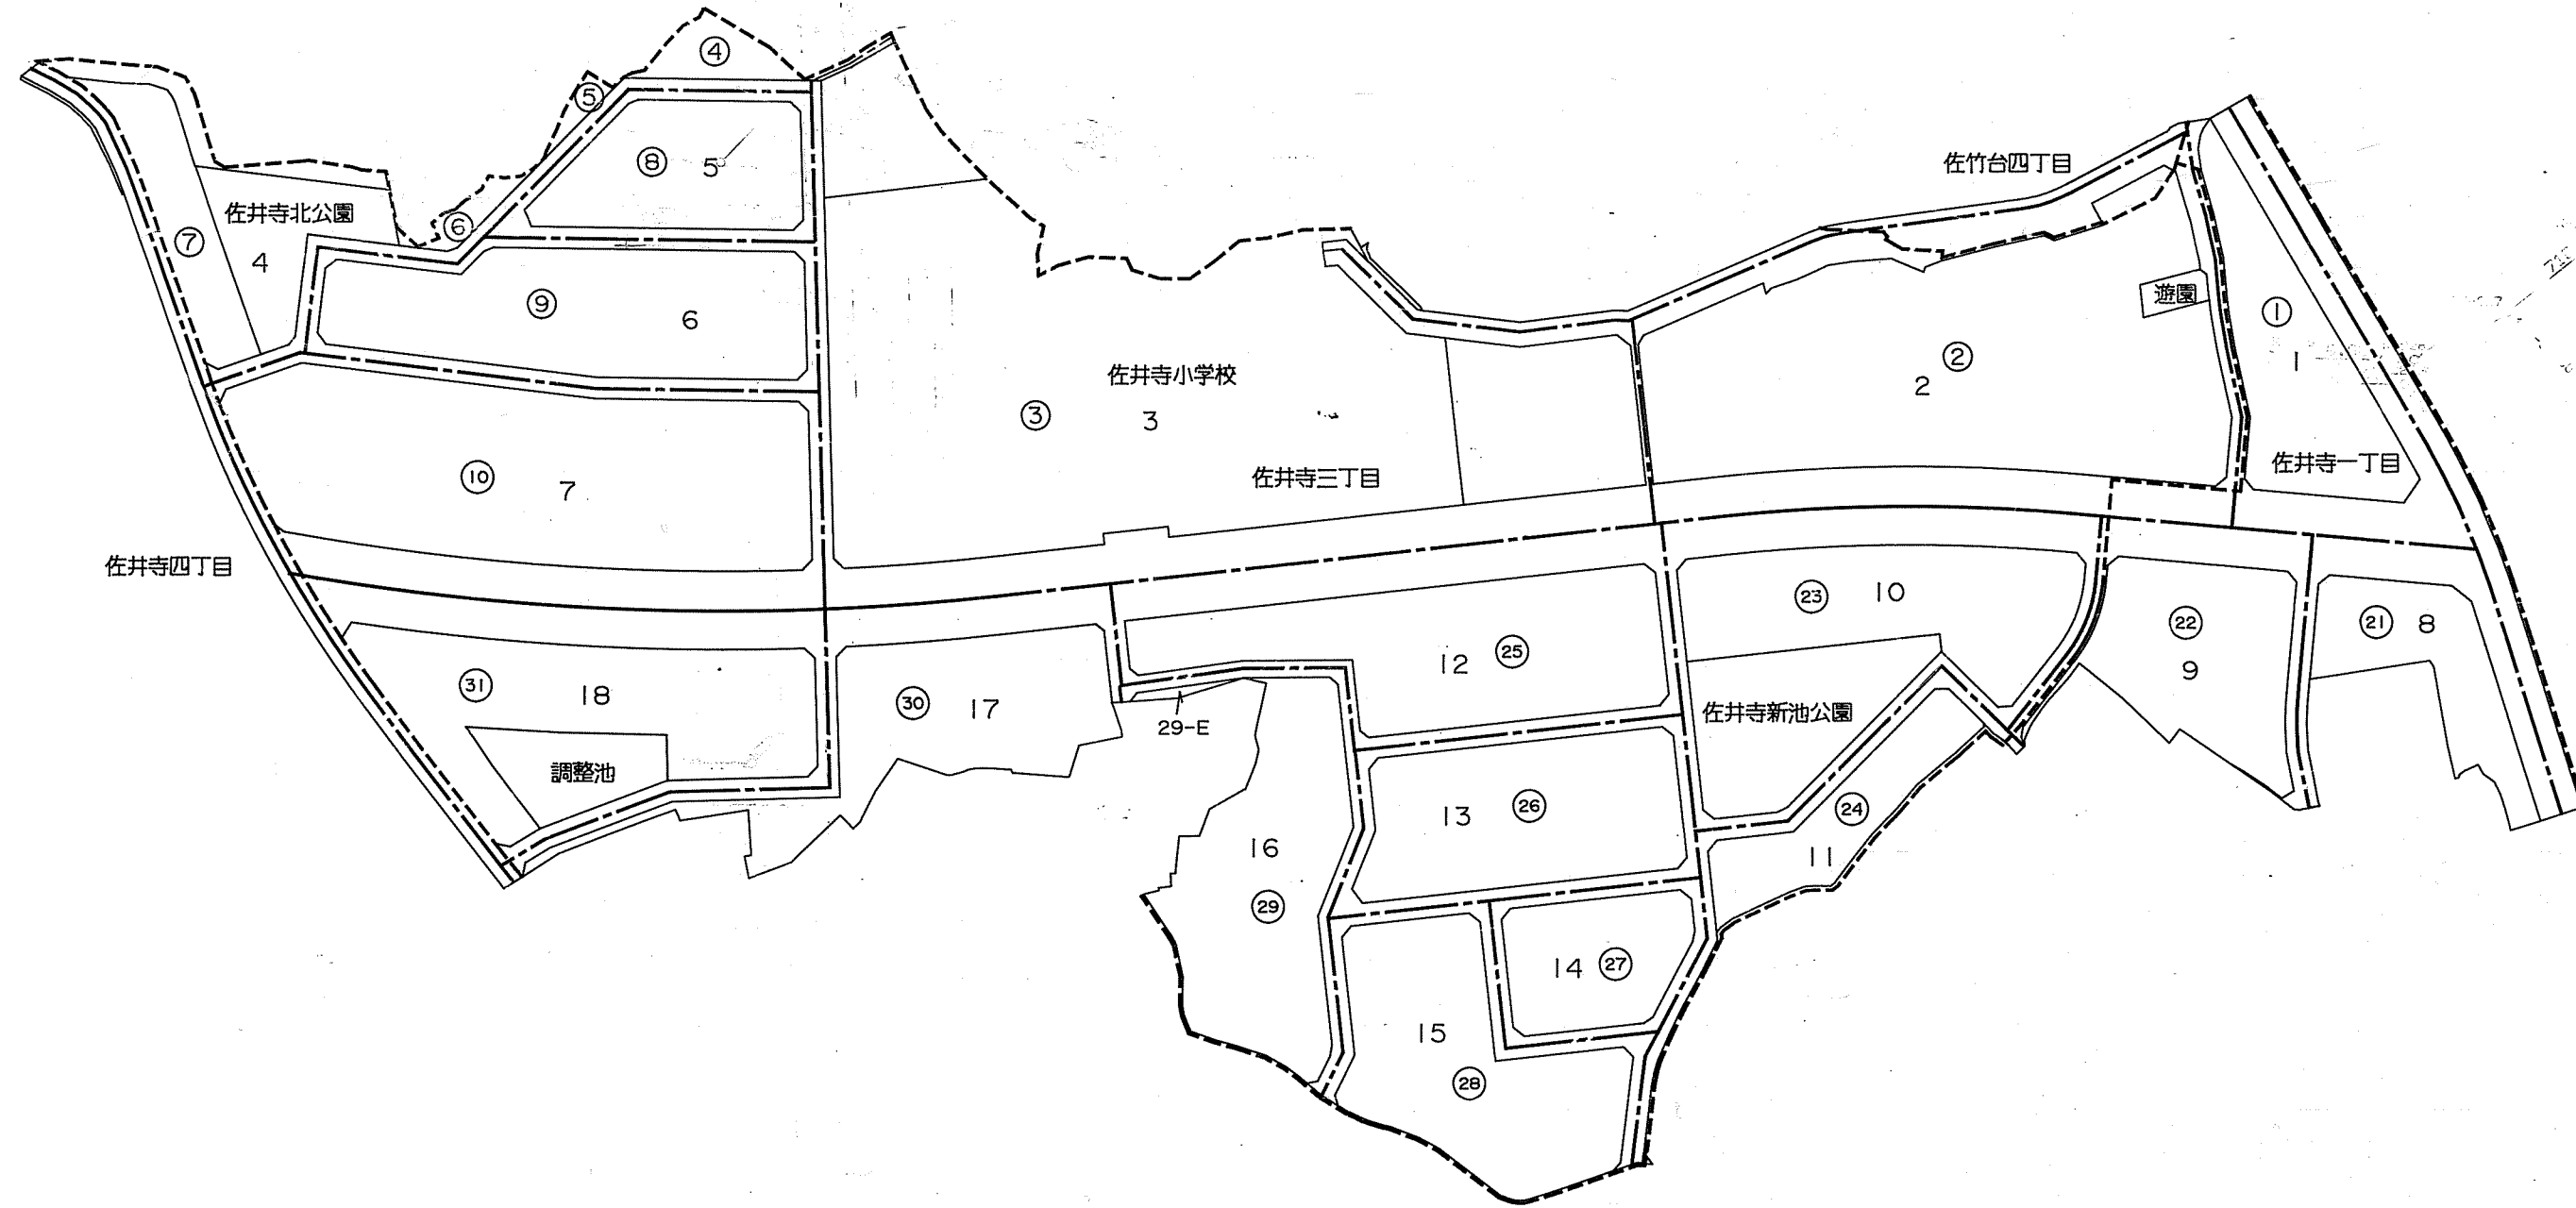 ④
⑤
⑧ 5
佐井寺北公園
⑥
⑦
4
⑨ 6
佐竹台四丁目
遊園
①
1
②
2
佐井寺小学校
③ 3
佐井寺三丁目
佐井寺一丁目
⑩ 7
佐井寺四丁目
㉛ 18
調整池
㉚ 17
29-E
12 ㉕
㉓ 10
佐井寺新池公園
㉒
9
㉑ 8
13 ㉖
㉔
11
16
㉙
14 ㉗
15
㉘